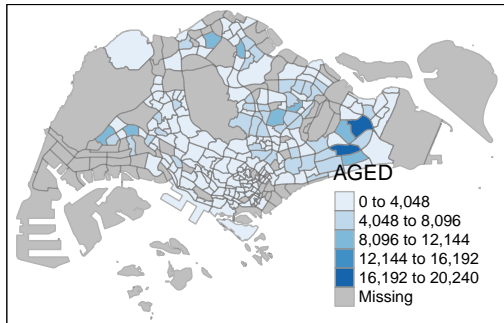 AGED
0 to 4,048
4,048 to 8,096
8,096 to 12,144
12,144 to 16,192
16,192 to 20,240
Missing